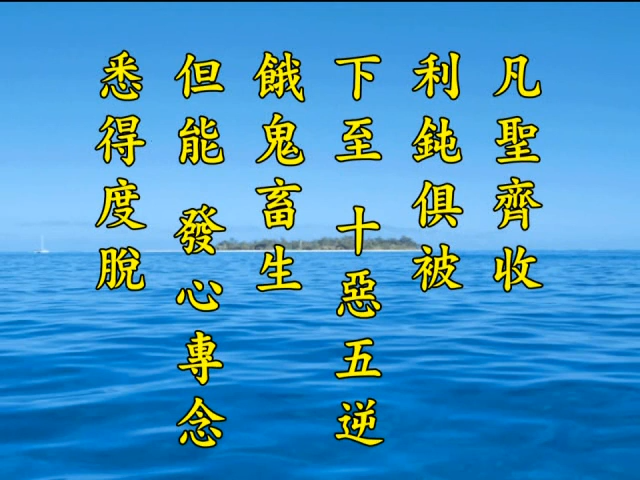 凡聖齊收
利鈍俱被
下至 十惡五逆
餓鬼畜生
但能 發心專念
悉得度脫